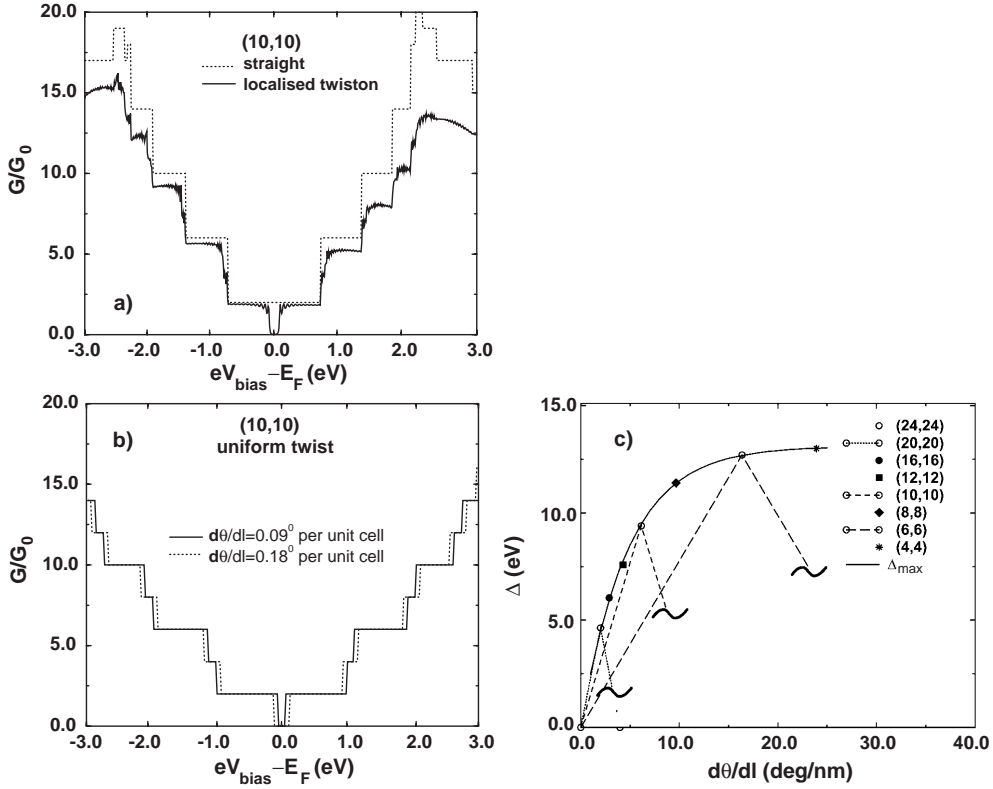 20.0
15.0
10.0
5.0
0.0
G/G0
(10,10)
straight
localised twiston
a)
-3.0 -2.0 -1.0 0.0 1.0 2.0 3.0
eVbias−EF (eV)
20.0
15.0
10.0
5.0
0.0
G/G0
b)
(10,10)
uniform twist
dθ/dl=0.09⁰ per unit cell
dθ/dl=0.18⁰ per unit cell
-3.0 -2.0 -1.0 0.0 1.0 2.0 3.0
eVbias−EF (eV)
15.0
10.0
5.0
0.0
Δ (eV)
c)
(24,24)
(20,20)
(16,16)
(12,12)
(10,10)
(8,8)
(6,6)
(4,4)
Δmax
0.0 10.0 20.0 30.0 40.0
dθ/dl (deg/nm)